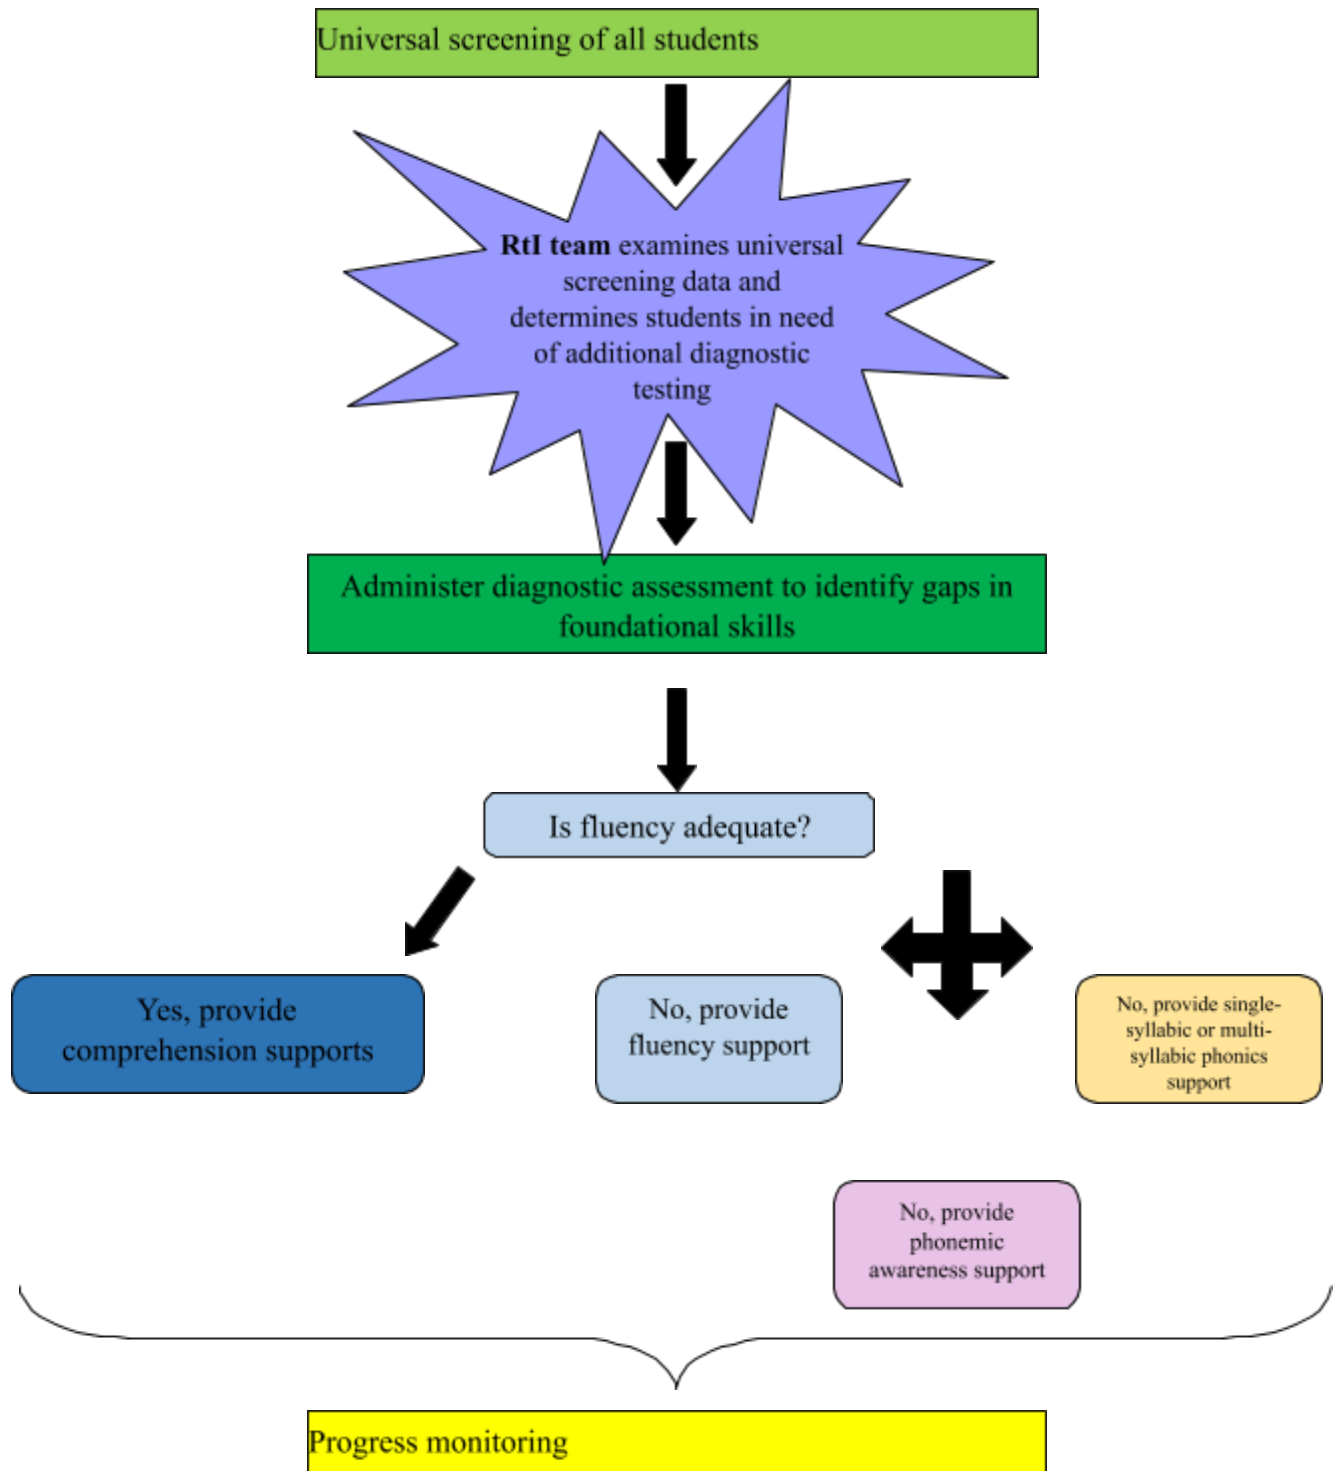 Universal screening of all students
RtI team examines universal
screening data and
determines students in need
of additional diagnostic
testing
Administer diagnostic assessment to identify gaps in
foundational skills
Is fluency adequate?
Yes, provide
comprehension supports
No, provide
fluency support
No, provide single-
syllabic or multi-
syllabic phonics
support
No, provide
phonemic
awareness support
Progress monitoring